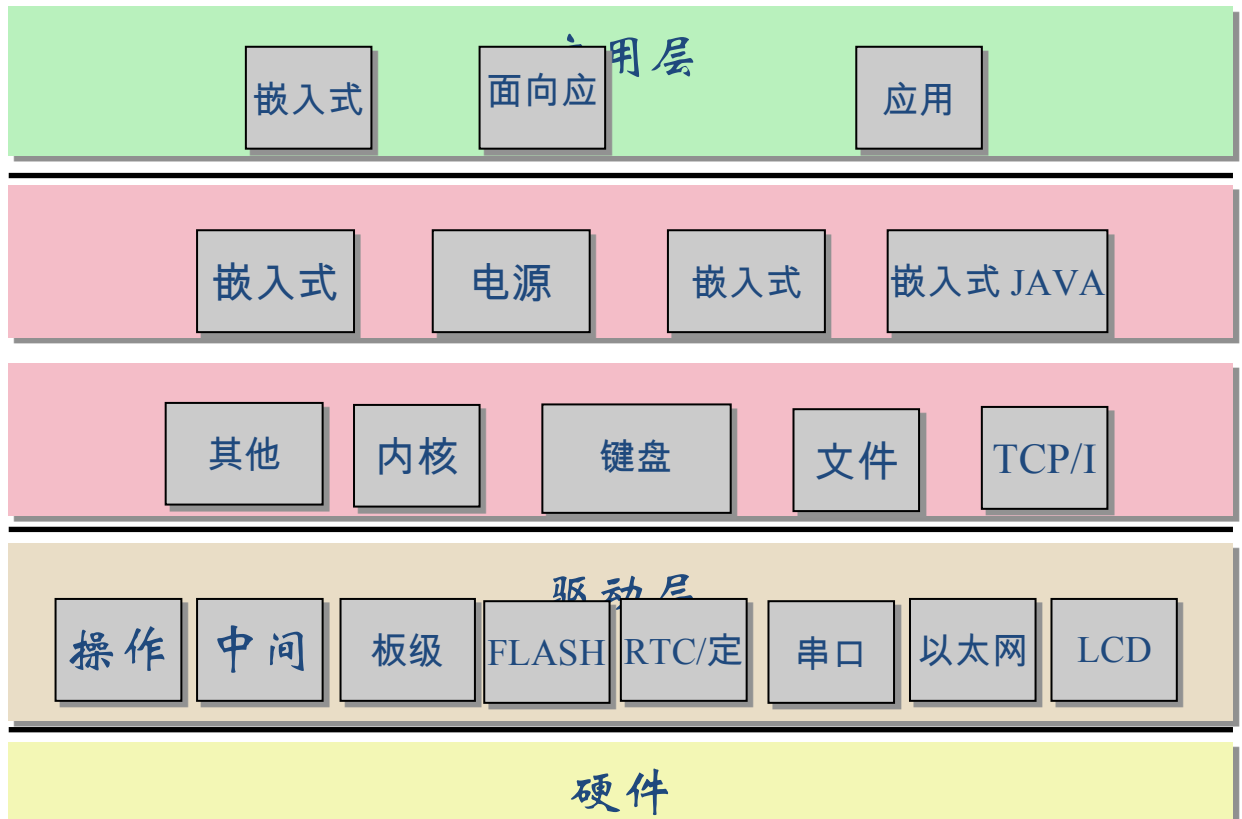 用层
嵌入式
面向应
应用
嵌入式
电源
嵌入式
嵌入式 JAVA
其他
内核
键盘
文件
TCP/I
驱动层
操作
中间
板级
FLASH
RTC/定
串口
以太网
LCD
硬件